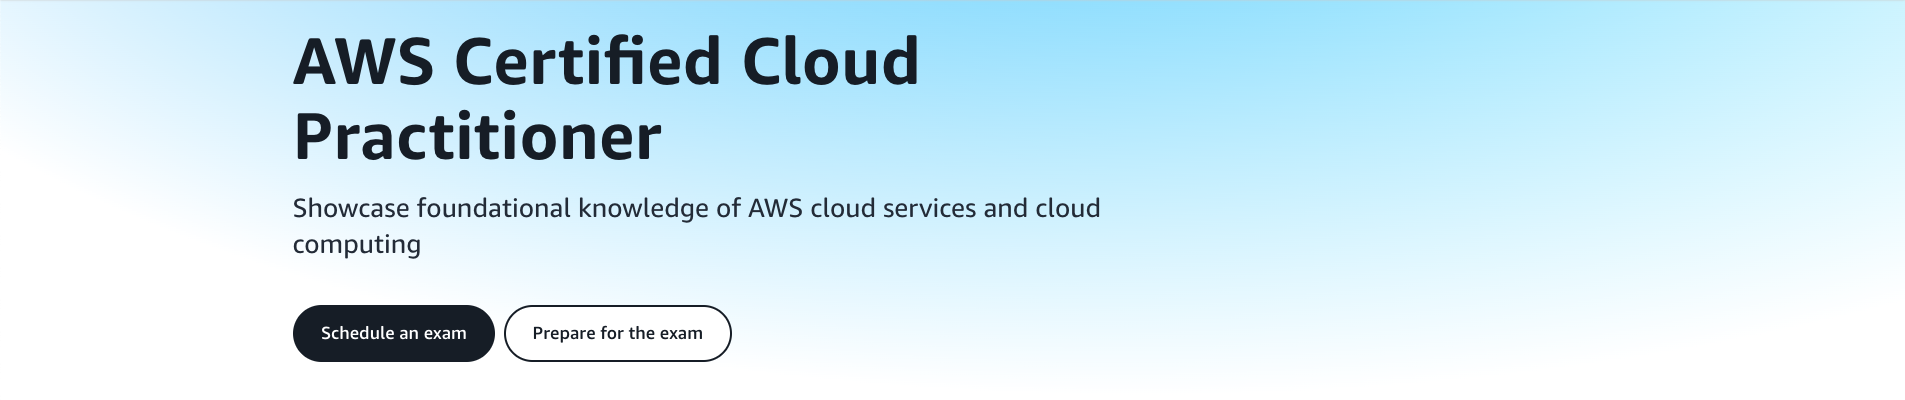 AWS Certified Cloud
Practitioner
Showcase foundational knowledge of AWS cloud services and cloud
computing
Schedule an exam
Prepare for the exam